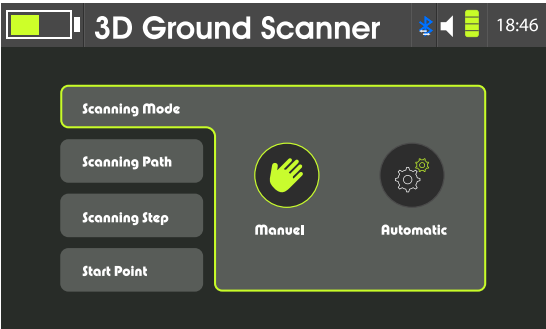 3D Ground Scanner 18:46
Scanning Mode
Scanning Path
Scanning Step
Start Point
Manuel
Automatic